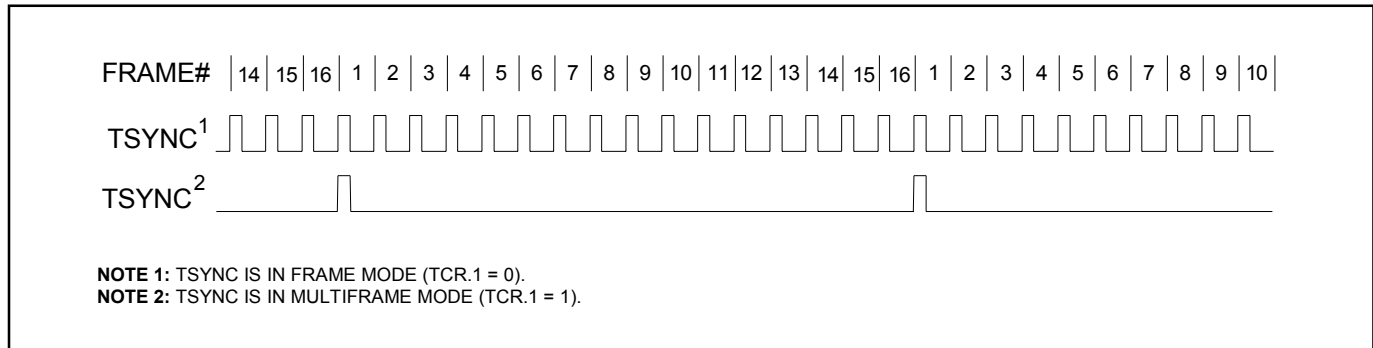 FRAME# 14 15 16 1 2 3 4 5 6 7 8 9 10 11 12 13 14 15 16 1 2 3 4 5 6 7 8 9 10
TSYNC1
TSYNC2
NOTE 1: TSYNC IS IN FRAME MODE (TCR.1 = 0).
NOTE 2: TSYNC IS IN MULTIFRAME MODE (TCR.1 = 1).